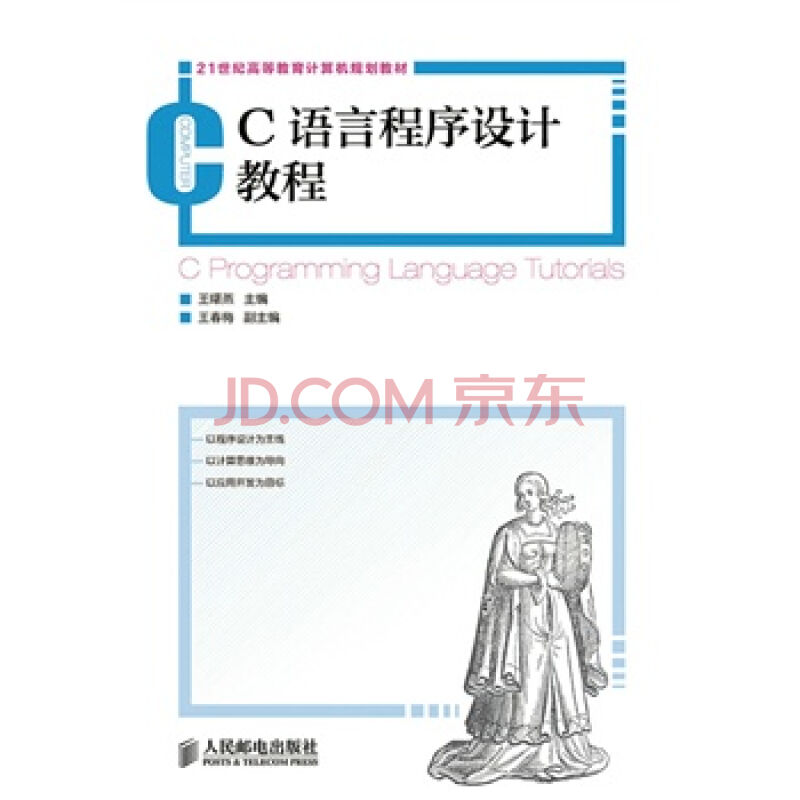 21世纪高等教育计算机规划教材
COMPUTER
C 语言程序设计
教程
C Programming Language Tutorials
王曙燕 主编
王春梅 副主编
JD.COM 京东
以程序设计为主线
以计算思维为导向
以应用开发为目标
人民邮电出版社
POSTS & TELECOM PRESS